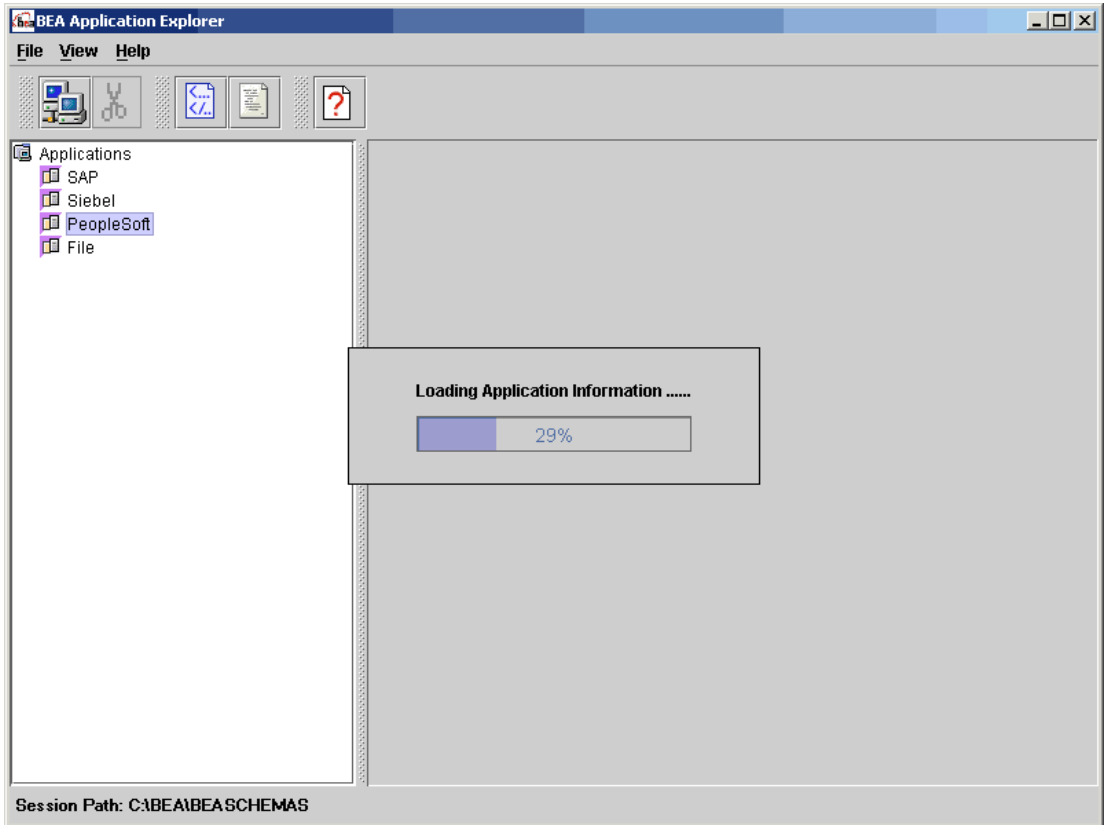 BEA Application Explorer
File View Help
Applications
SAP
Siebel
PeopleSoft
File
Loading Application Information ......
29%
Session Path: C:\BEA\BEASCHEMAS